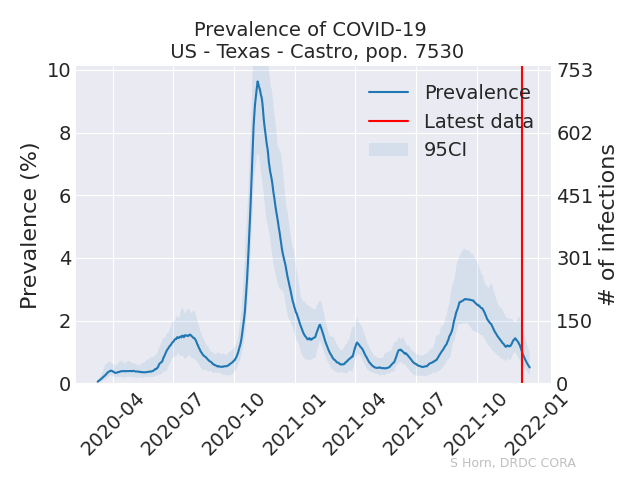 Prevalence of COVID-19
US - Texas - Castro, pop. 7530
Prevalence (%)
10
8
6
4
2
0
Prevalence
Latest data
95CI
753
602
451
301
150
0
# of infections
2020-04
2020-07
2020-10
2021-01
2021-04
2021-07
2021-10
2022-01
S Horn, DRDC CORA